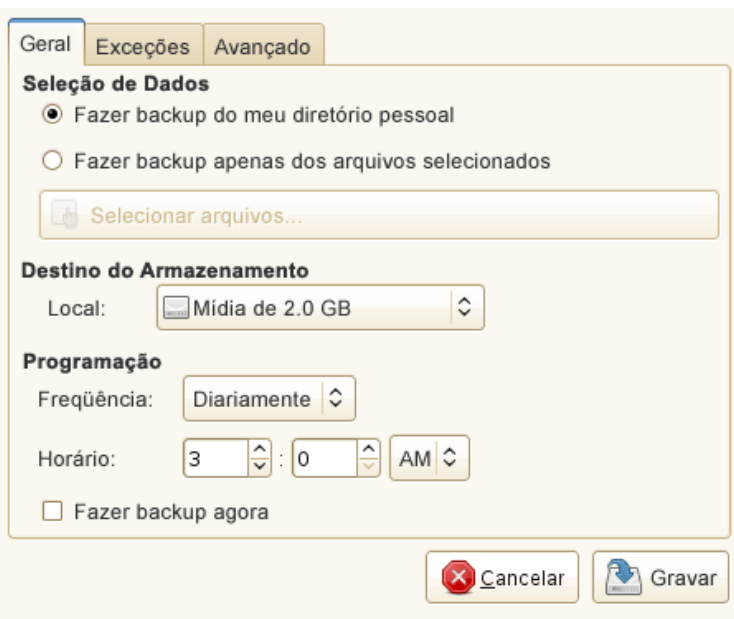 Geral Exceções Avançado
Seleção de Dados
Fazer backup do meu diretório pessoal
Fazer backup apenas dos arquivos selecionados
Selecionar arquivos...
Destino do Armazenamento
Local: Mídia de 2.0 GB
Programação
Freqüência: Diariamente
Horário: 3 : 0 AM
Fazer backup agora
Cancelar Gravar